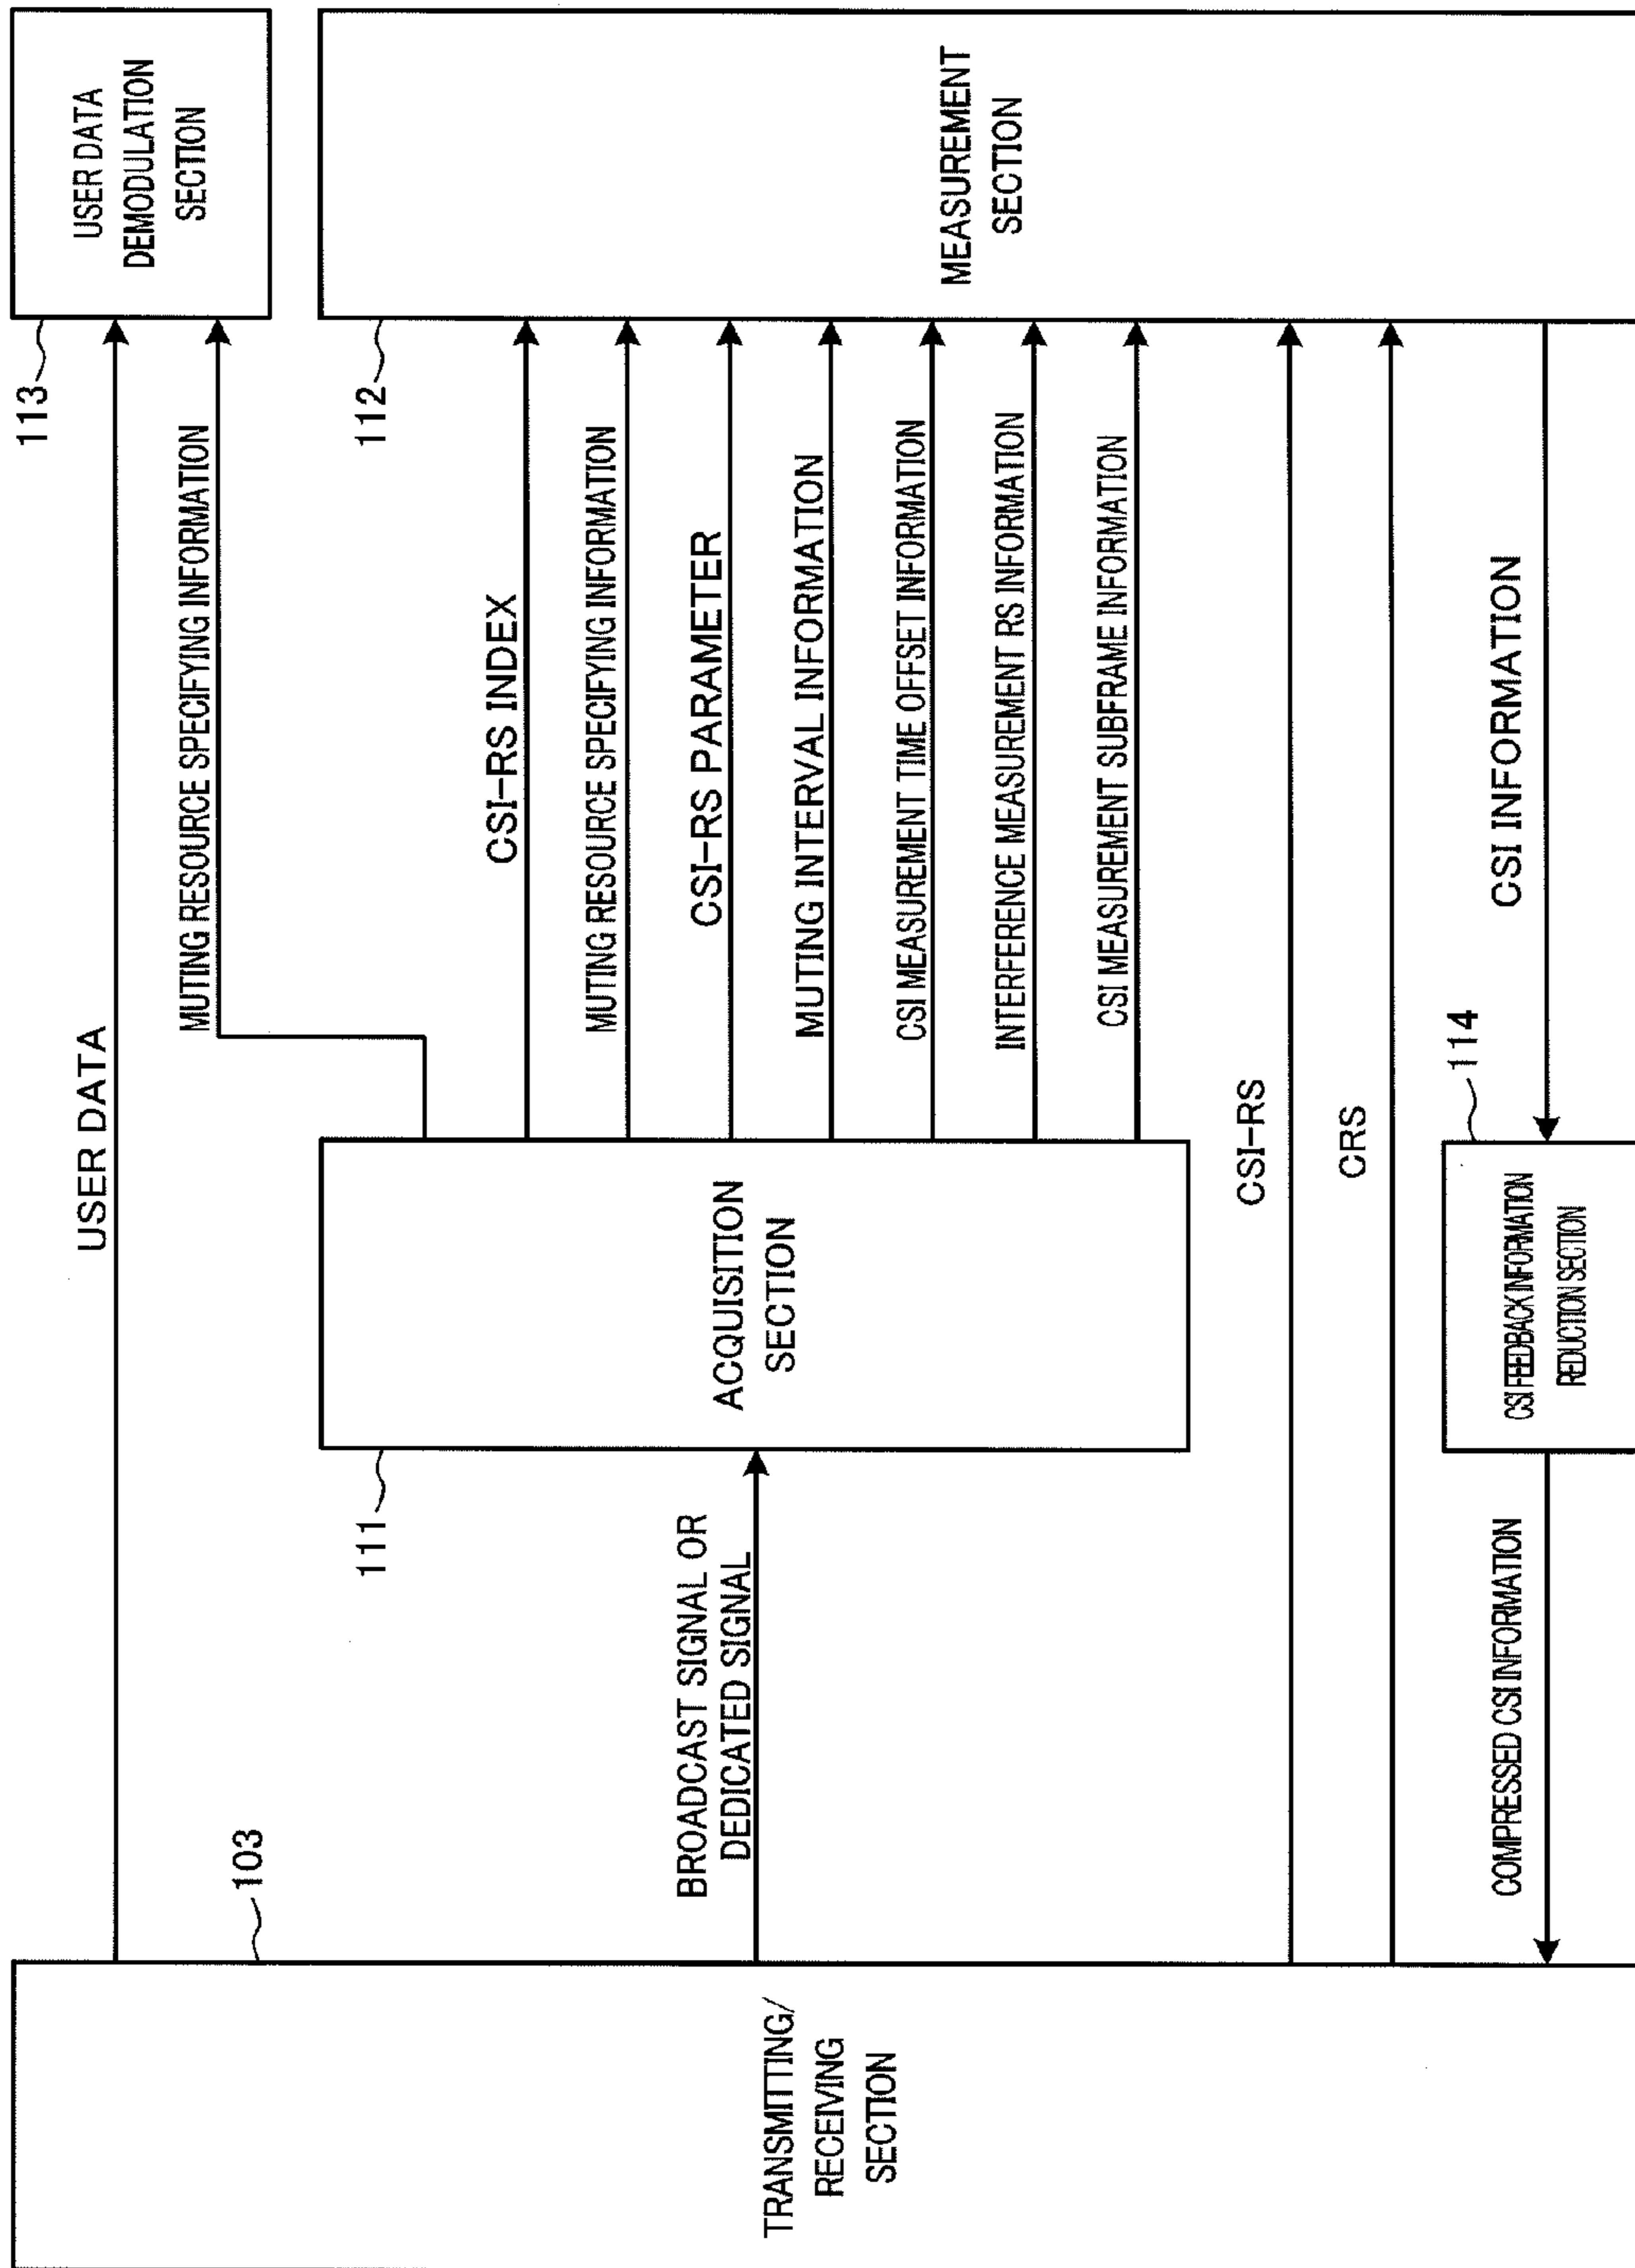 USER DATA
DEMODULATION
SECTION
113
USER DATA
MUTING RESOURCE SPECIFYING INFORMATION
MEASUREMENT
SECTION
112
CSI-RS INDEX
MUTING RESOURCE SPECIFYING INFORMATION
CSI-RS PARAMETER
MUTING INTERVAL INFORMATION
CSI MEASUREMENT TIME OFFSET INFORMATION
INTERFERENCE MEASUREMENT RS INFORMATION
CSI MEASUREMENT SUBFRAME INFORMATION
ACQUISITION
SECTION
111
BROADCAST SIGNAL OR
DEDICATED SIGNAL
103
TRANSMITTING/
RECEIVING
SECTION
CSI-RS
CRS
CSI INFORMATION
114
CSI FEEDBACK INFORMATION
REDUCTION SECTION
COMPRESSED CSI INFORMATION